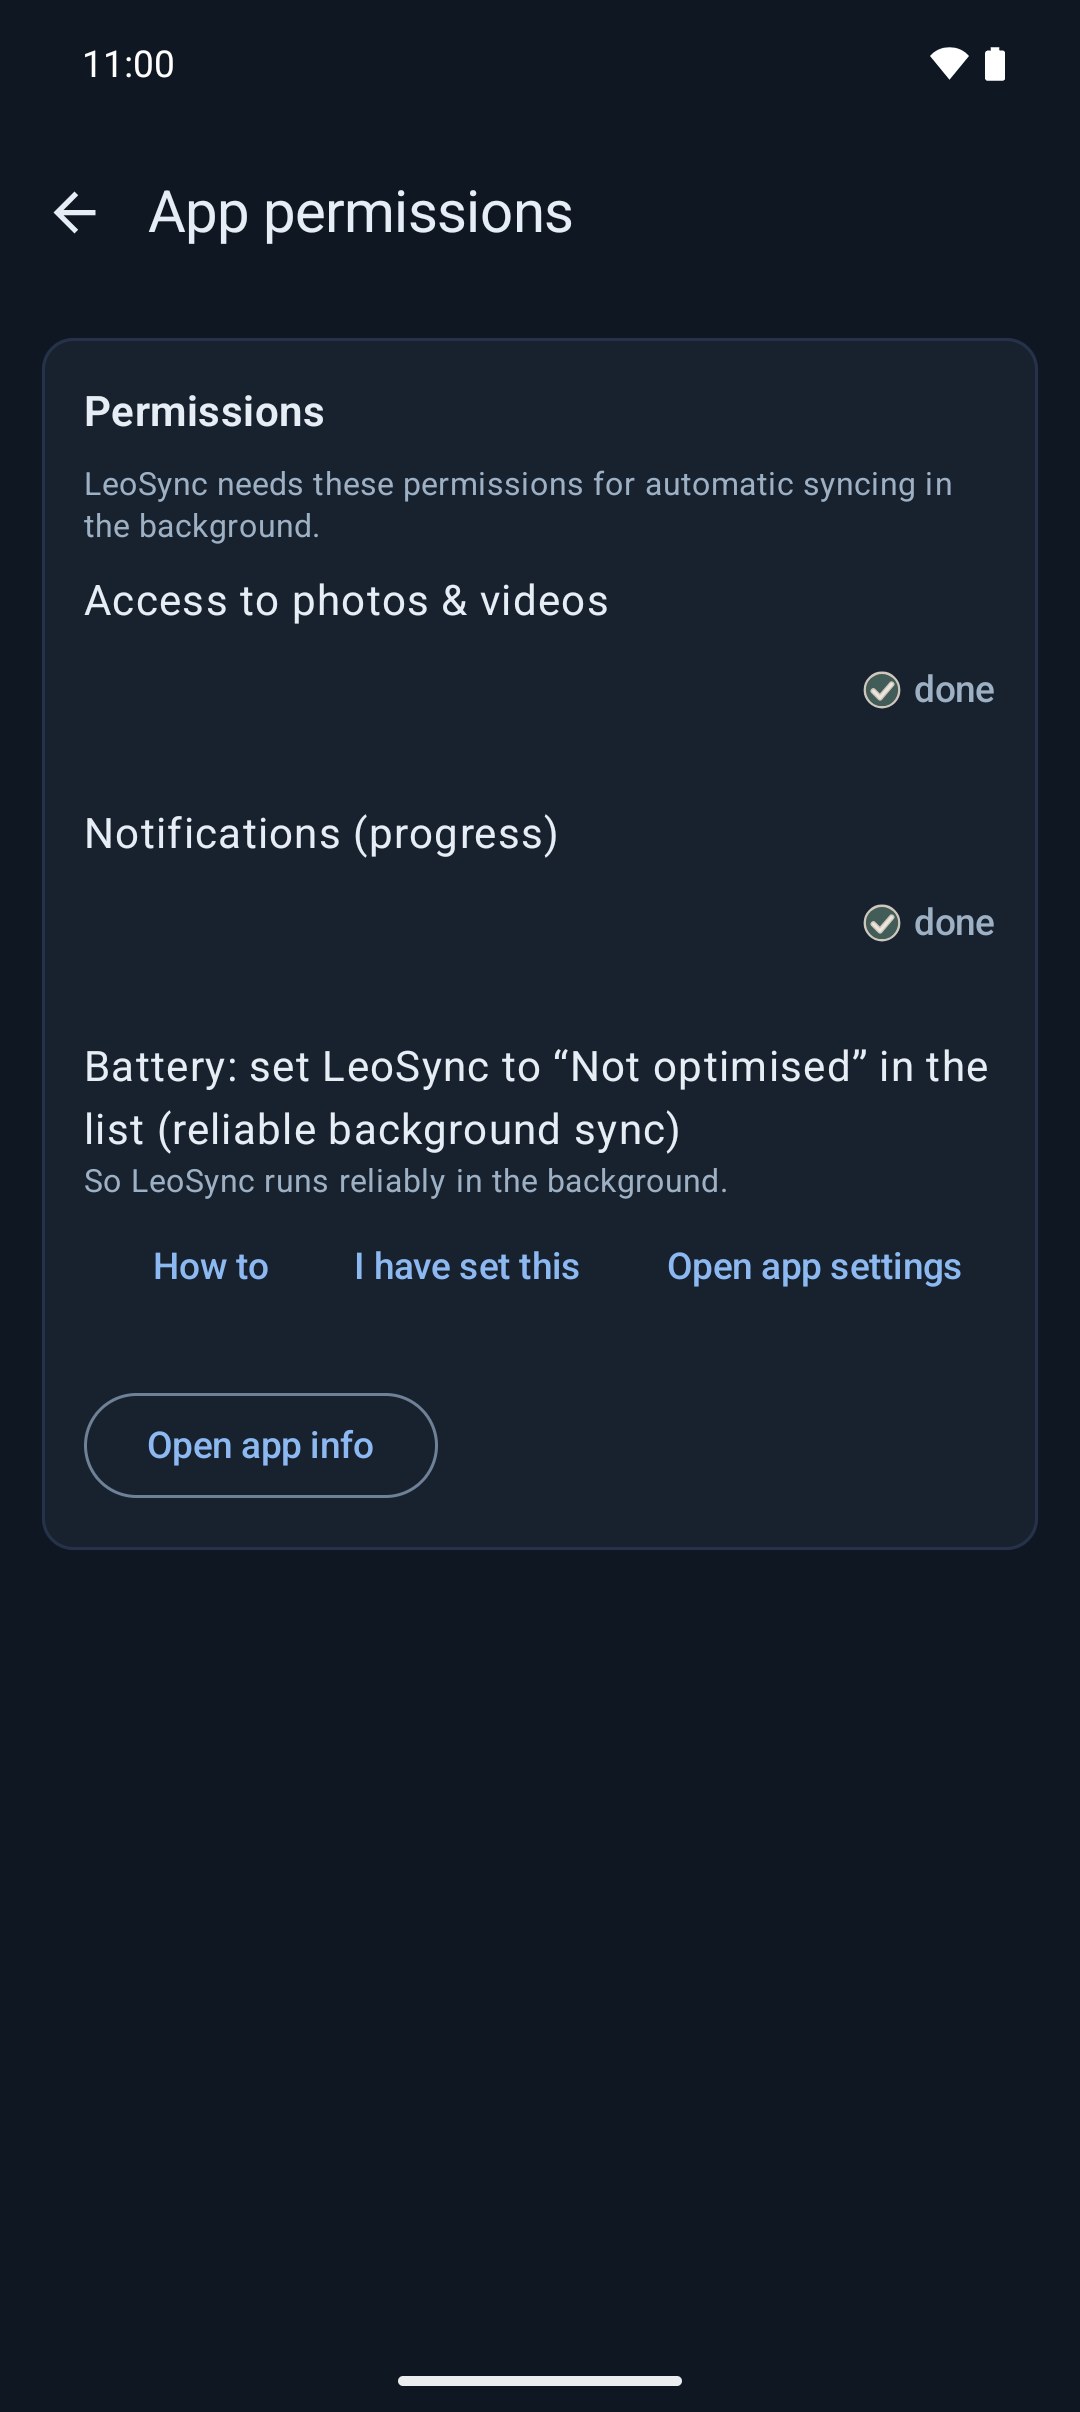 11:00
App permissions
Permissions
LeoSync needs these permissions for automatic syncing in
the background.
Access to photos & videos
done
Notifications (progress)
done
Battery: set LeoSync to “Not optimised” in the
list (reliable background sync)
So LeoSync runs reliably in the background.
How to I have set this Open app settings
Open app info